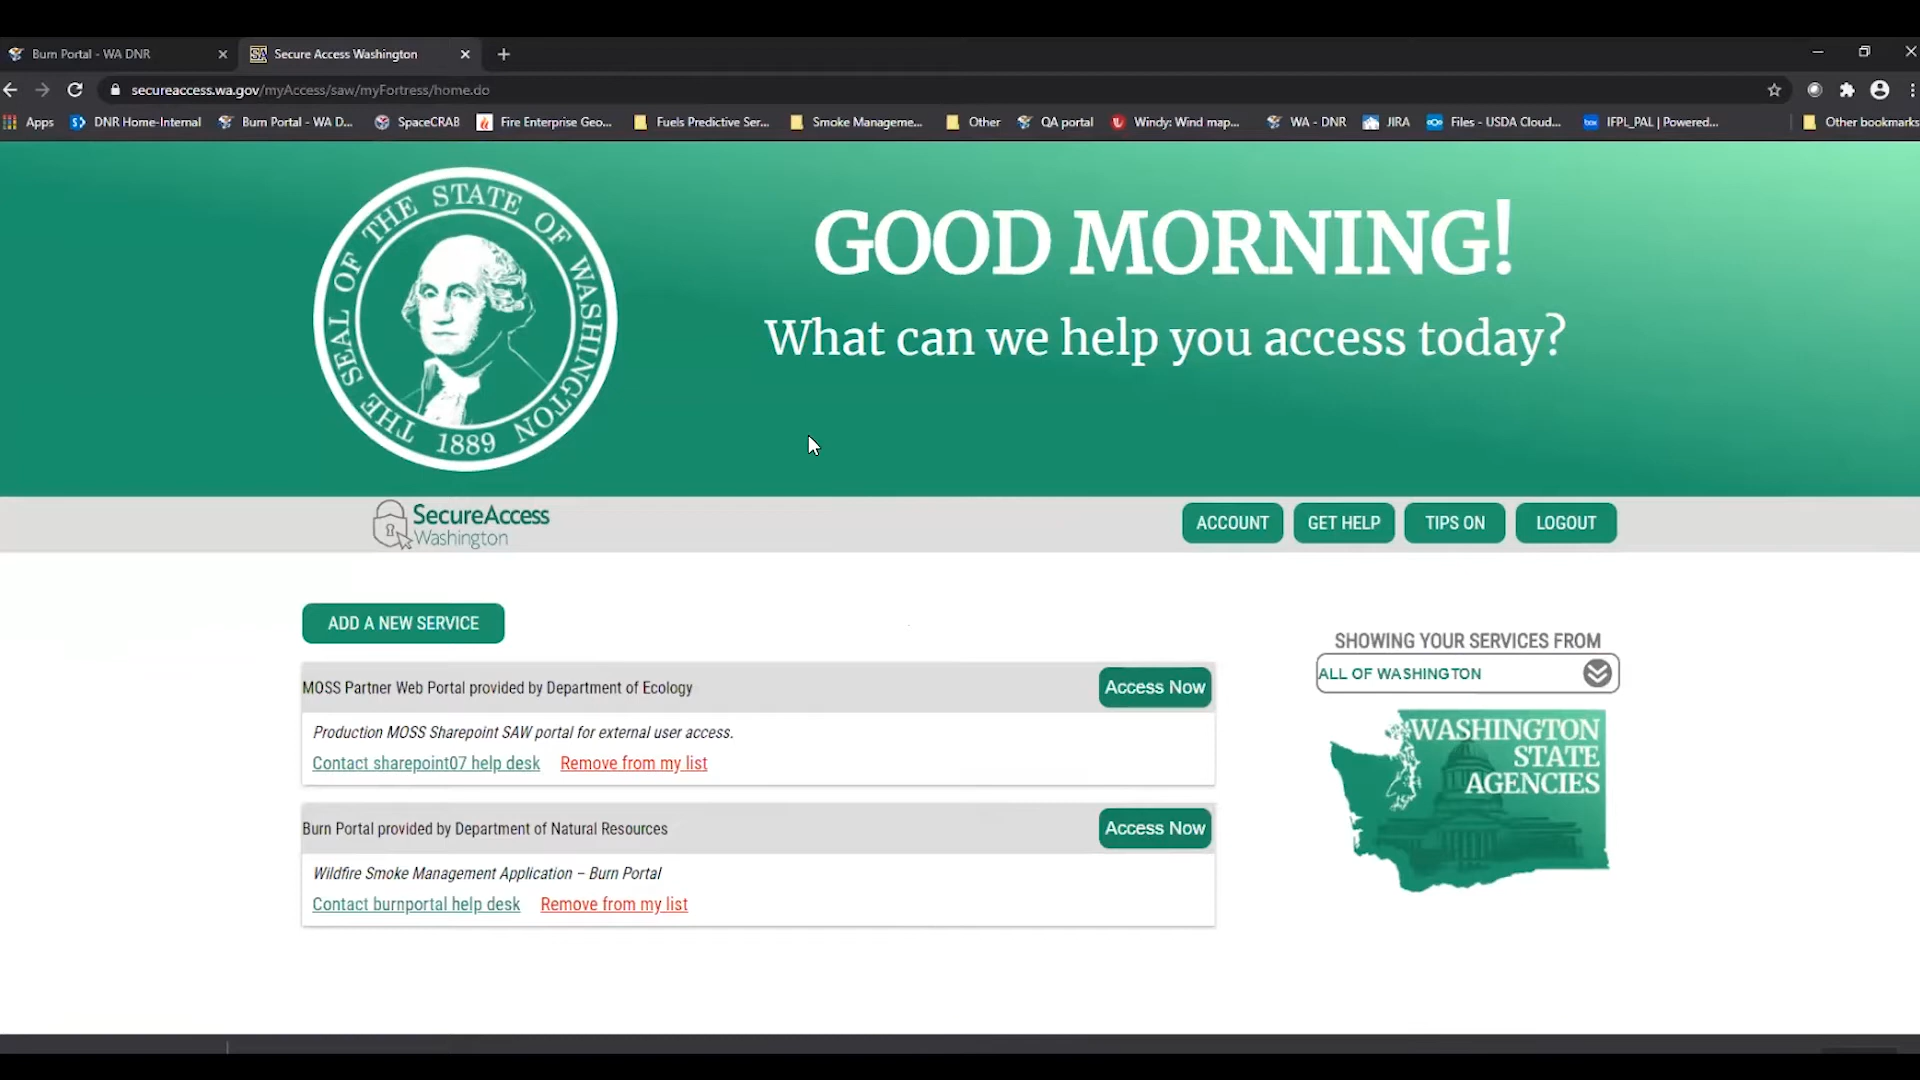 Burn Portal - WA DNR
Secure Access Washington
secureaccess.wa.gov/myAccess/saw/myFortress/home.do
Apps
DNR Home-Internal
Burn Portal - WA D...
SpaceCRAB
Fire Enterprise Geo...
Fuels Predictive Ser...
Smoke Manageme...
Other
QA portal
Windy: Wind map...
WA - DNR
JIRA
Files - USDA Cloud...
IFPL_PAL | Powered...
Other bookmarks
THE SEAL OF THE STATE OF WASHINGTON
1889
GOOD MORNING!
What can we help you access today?
SecureAccess
Washington
ACCOUNT
GET HELP
TIPS ON
LOGOUT
ADD A NEW SERVICE
MOSS Partner Web Portal provided by Department of Ecology
Access Now
Production MOSS Sharepoint SAW portal for external user access.
Contact sharepoint07 help desk
Remove from my list
Burn Portal provided by Department of Natural Resources
Access Now
Wildfire Smoke Management Application – Burn Portal
Contact burnportal help desk
Remove from my list
SHOWING YOUR SERVICES FROM
ALL OF WASHINGTON
WASHINGTON
STATE
AGENCIES